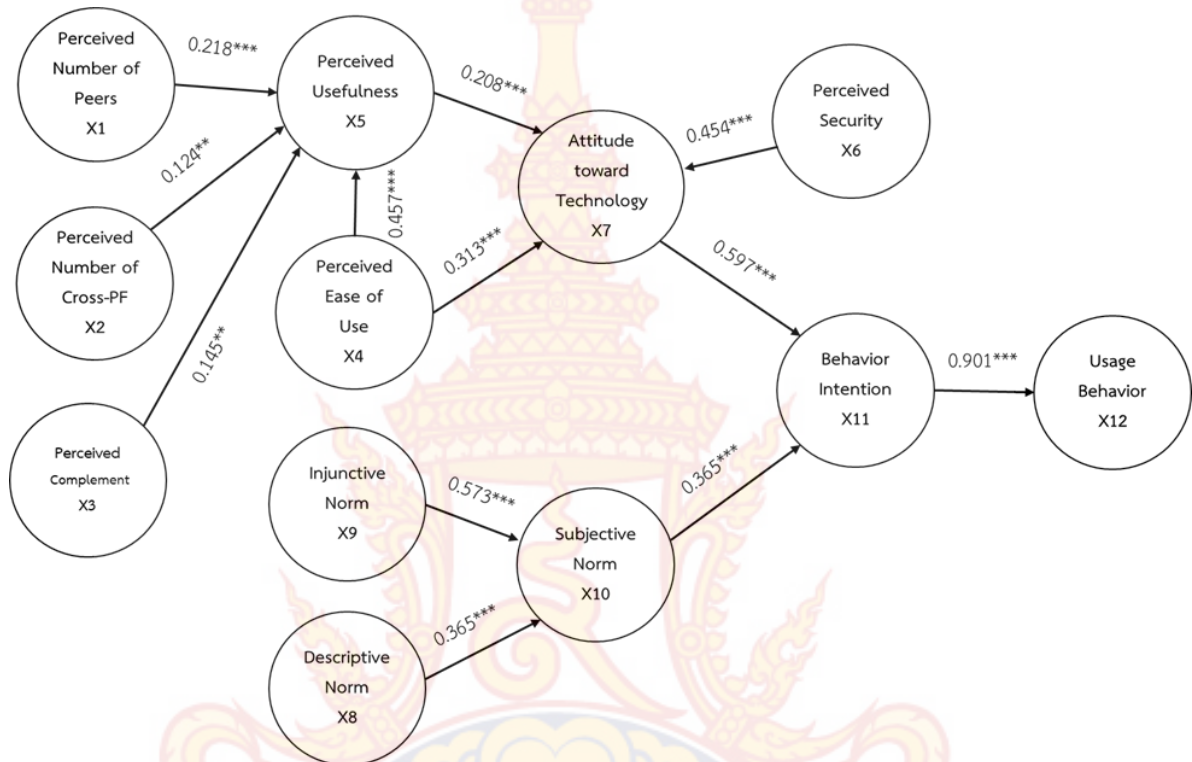 Perceived
Number of
Peers
X1
0.218***
Perceived
Usefulness
X5
0.208***
Perceived
Security
X6
0.454***
Attitude
toward
Technology
X7
0.124**
0.457***
Perceived
Number of
Cross-PF
X2
Perceived
Ease of
Use
X4
0.313***
0.597***
0.145**
Behavior
Intention
X11
0.901***
Usage
Behavior
X12
Perceived
Complement
X3
Injunctive
Norm
X9
0.573***
0.365***
Subjective
Norm
X10
Descriptive
Norm
X8
0.365***